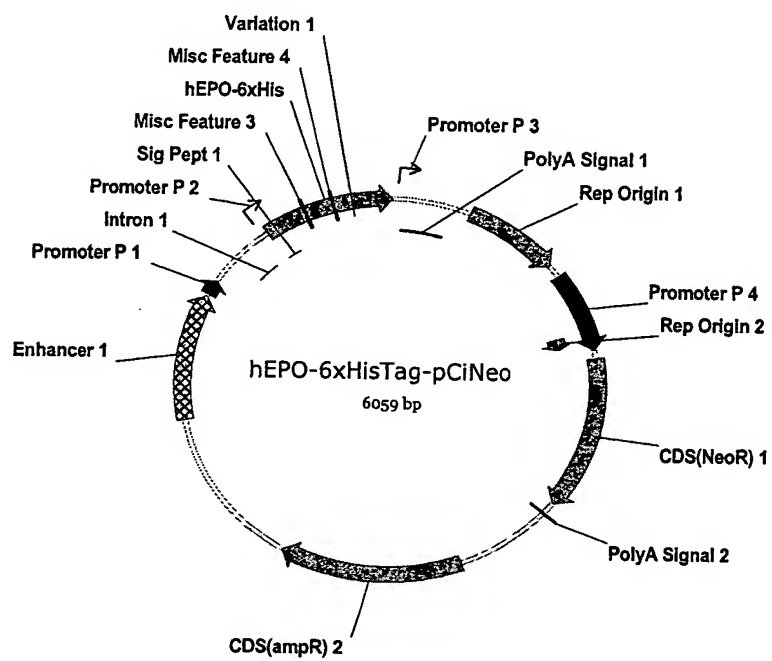 Variation 1
Misc Feature 4
hEPO-6xHis
Misc Feature 3
Sig Pept 1
Promoter P 2
Intron 1
Promoter P 1
Enhancer 1
Promoter P 3
PolyA Signal 1
Rep Origin 1
Promoter P 4
Rep Origin 2
hEPO-6xHisTag-pCiNeo
6059 bp
CDS(NeoR) 1
PolyA Signal 2
CDS(ampR) 2